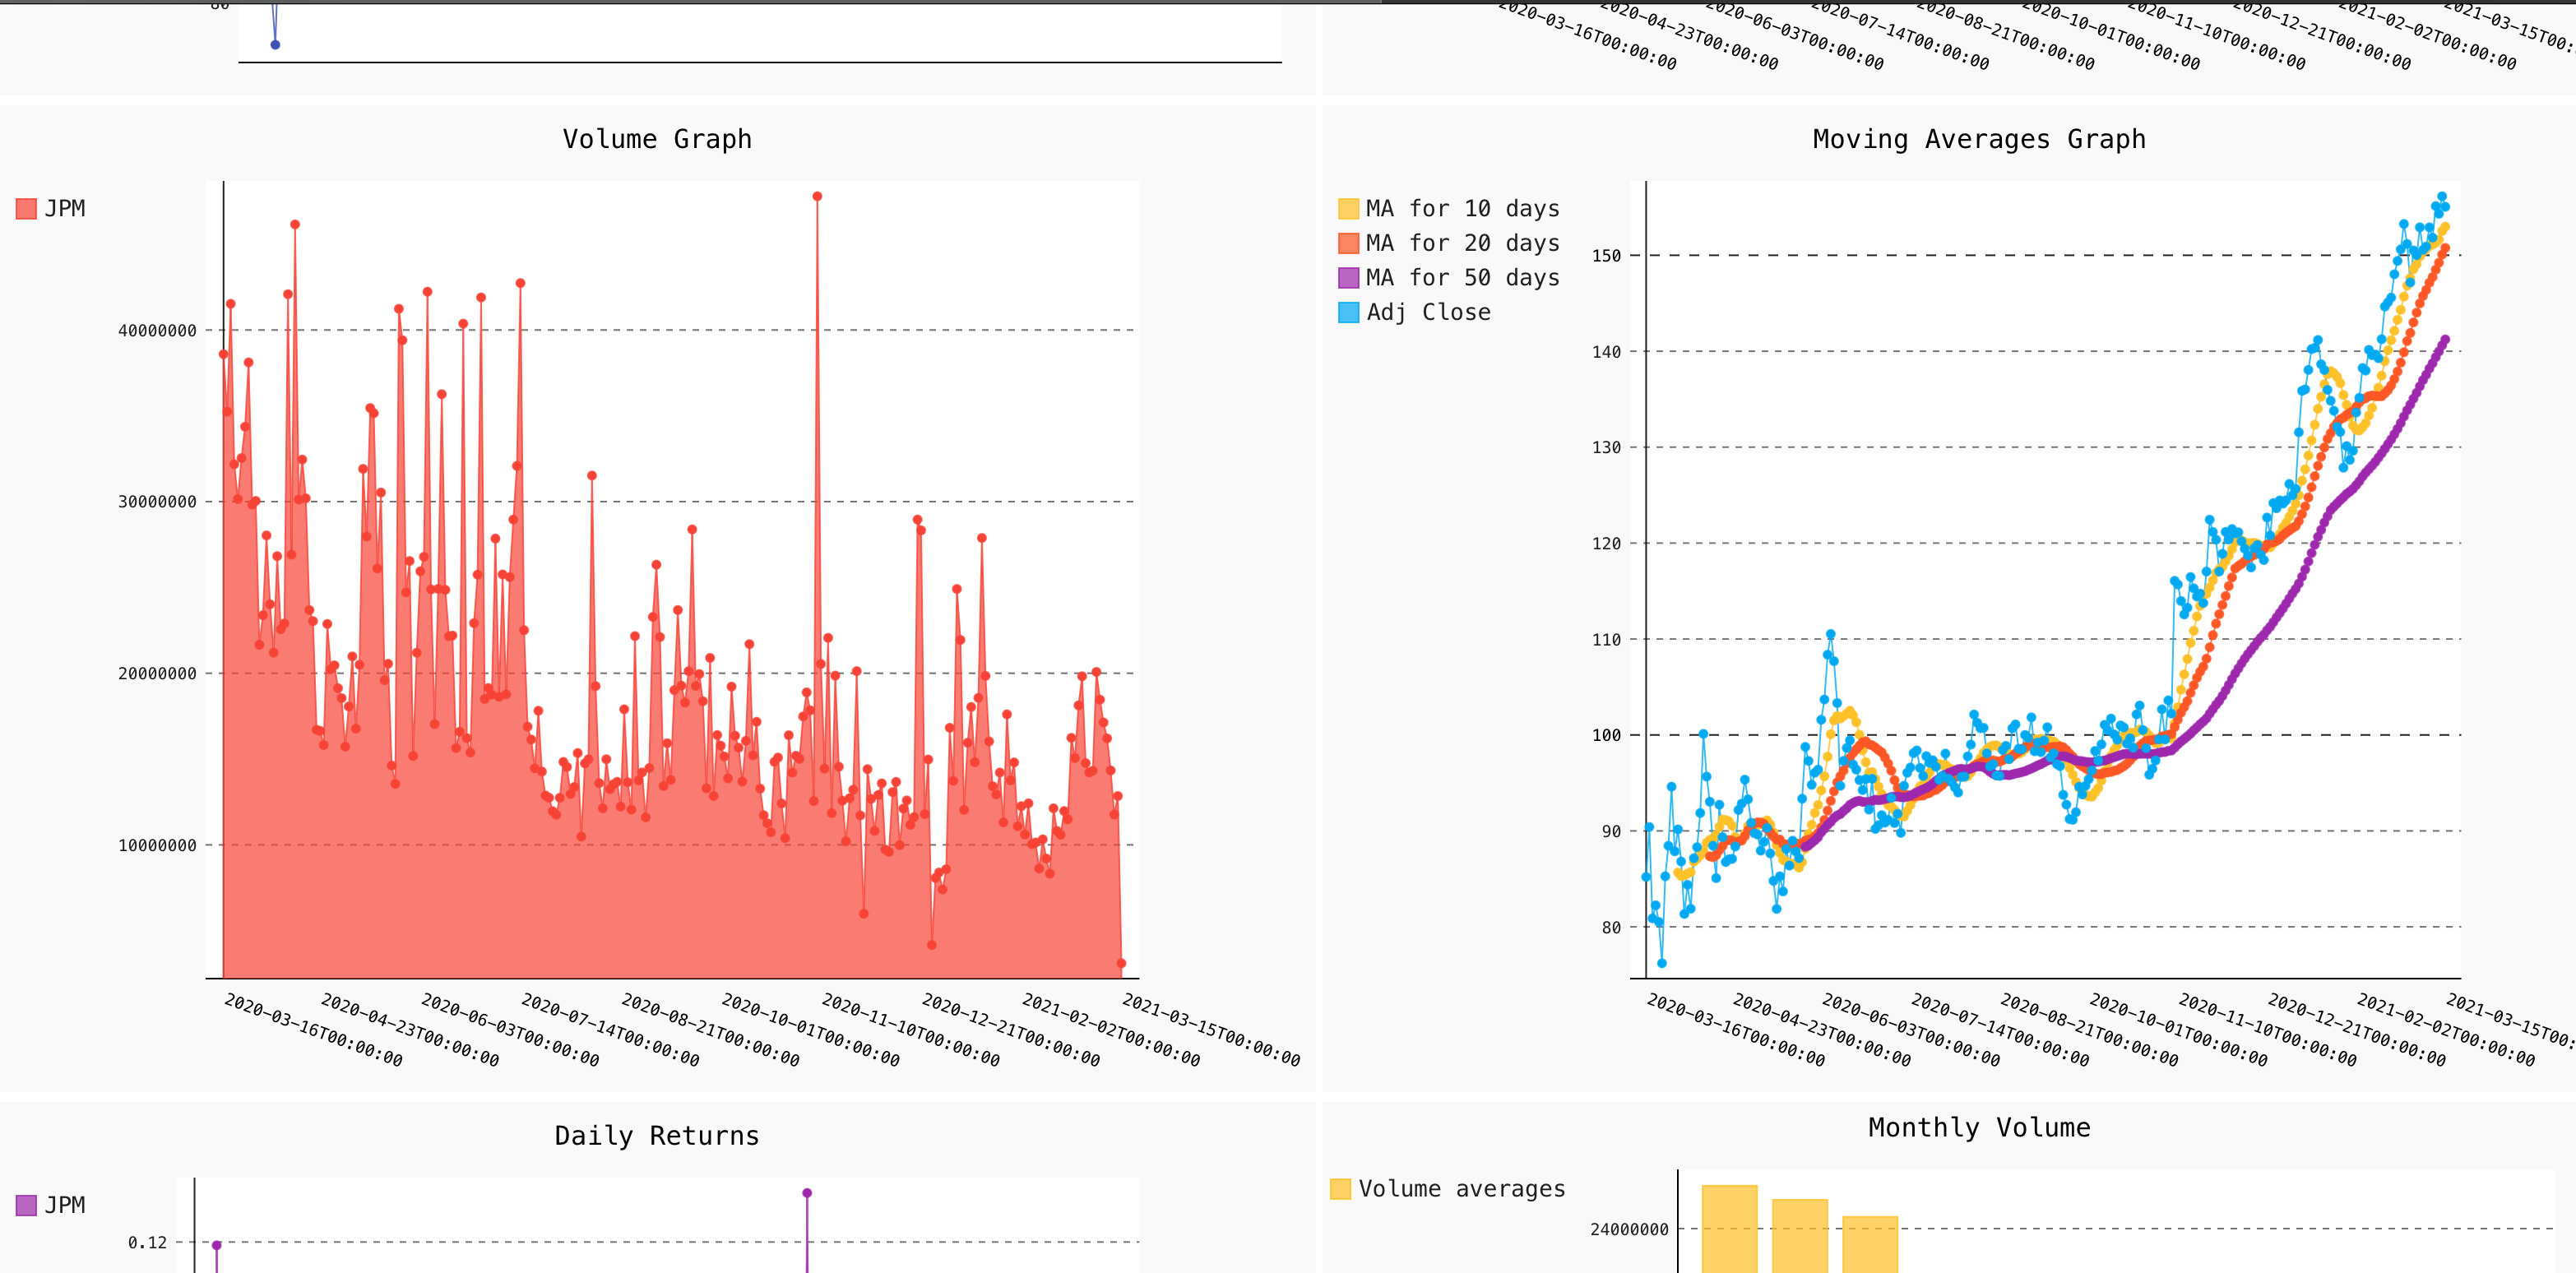 80
2020-03-16T00:00:00
2020-04-23T00:00:00
2020-06-03T00:00:00
2020-07-14T00:00:00
2020-08-21T00:00:00
2020-10-01T00:00:00
2020-11-10T00:00:00
2020-12-21T00:00:00
2021-02-02T00:00:00
2021-03-15T00:
Volume Graph
JPM
40000000
30000000
20000000
10000000
2020-03-16T00:00:00
2020-04-23T00:00:00
2020-06-03T00:00:00
2020-07-14T00:00:00
2020-08-21T00:00:00
2020-10-01T00:00:00
2020-11-10T00:00:00
2020-12-21T00:00:00
2021-02-02T00:00:00
2021-03-15T00:00:00
Moving Averages Graph
MA for 10 days
MA for 20 days
MA for 50 days
Adj Close
150
140
130
120
110
100
90
80
2020-03-16T00:00:00
2020-04-23T00:00:00
2020-06-03T00:00:00
2020-07-14T00:00:00
2020-08-21T00:00:00
2020-10-01T00:00:00
2020-11-10T00:00:00
2020-12-21T00:00:00
2021-02-02T00:00:00
2021-03-15T00:00:
Daily Returns
JPM
0.12
Monthly Volume
Volume averages
24000000